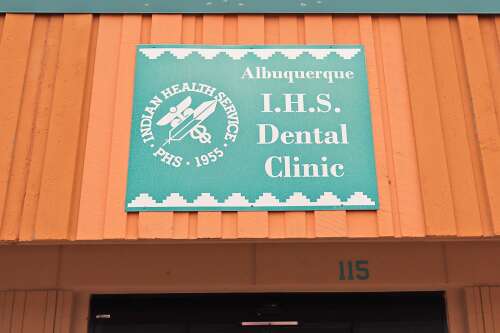 Albuquerque
I.H.S.
Dental
Clinic
INDIAN HEALTH SERVICE
· PHS · 1955 ·
115